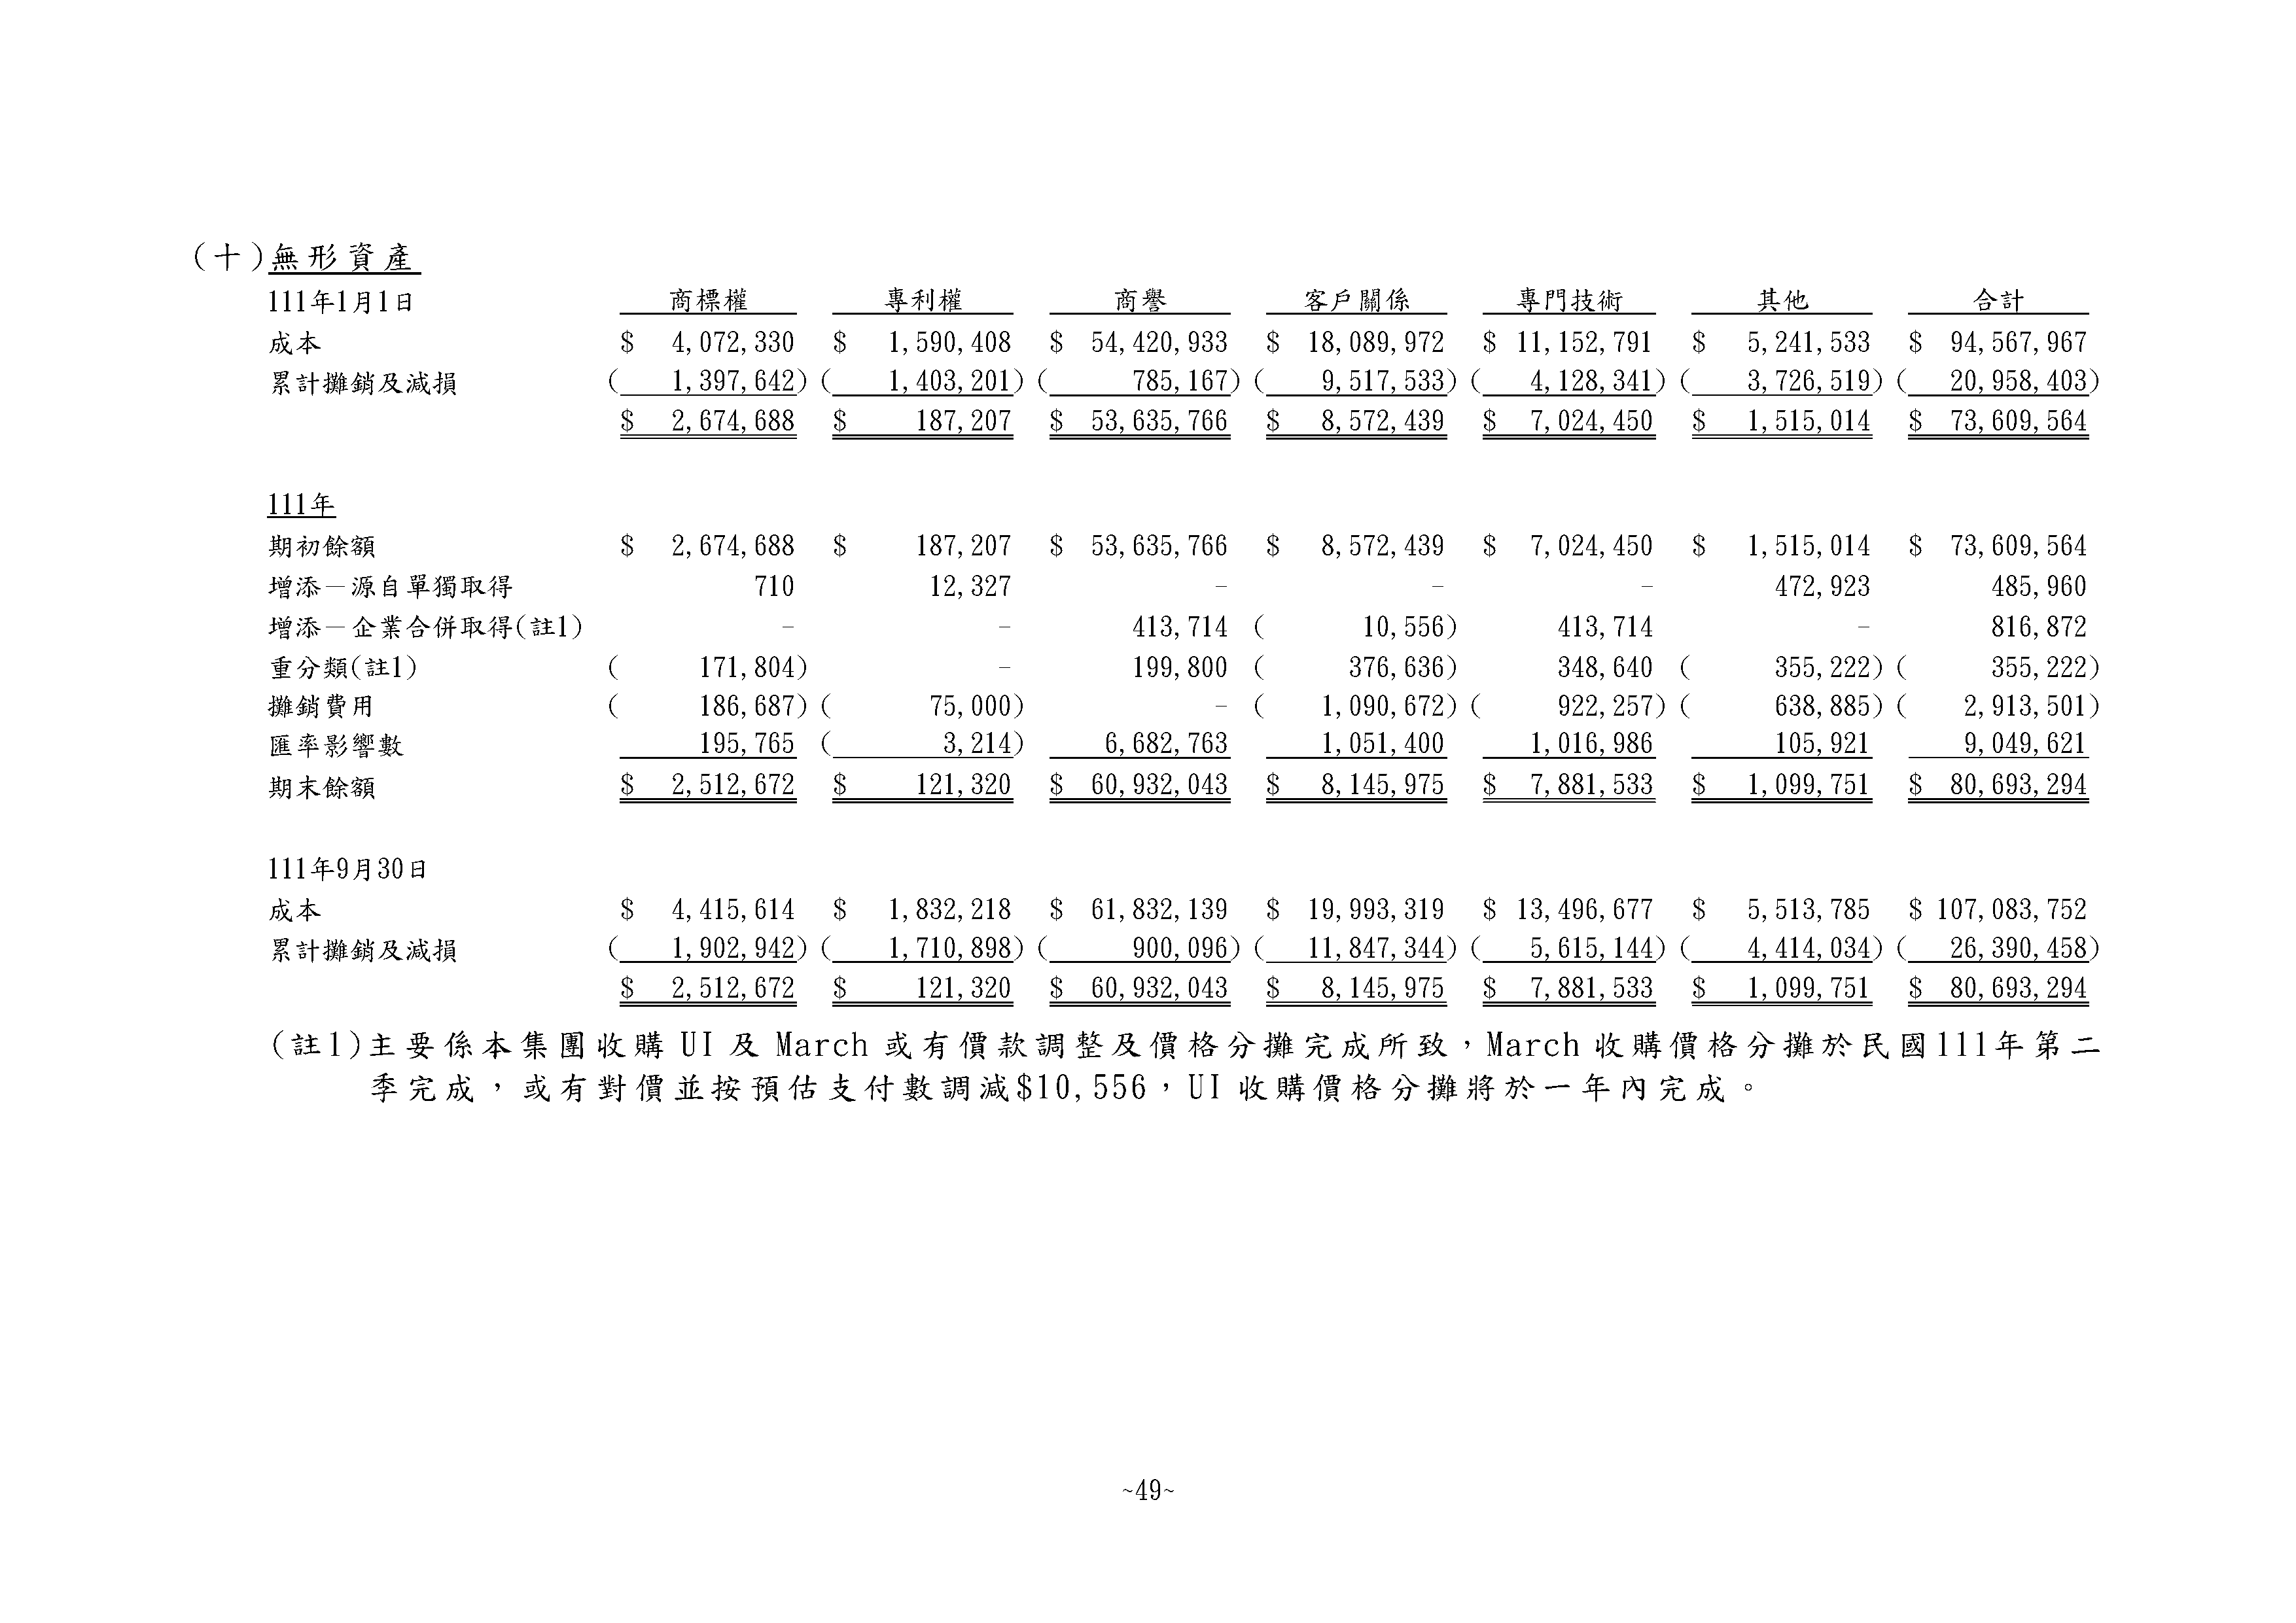 (十)無形資產
111年1月1日 商標權 專利權 商譽 客戶關係 專門技術 其他 合計
成本 $ 4,072,330 $ 1,590,408 $ 54,420,933 $ 18,089,972 $ 11,152,791 $ 5,241,533 $ 94,567,967
累計攤銷及減損 ( 1,397,642) ( 1,403,201) ( 785,167) ( 9,517,533) ( 4,128,341) ( 3,726,519) ( 20,958,403)
$ 2,674,688 $ 187,207 $ 53,635,766 $ 8,572,439 $ 7,024,450 $ 1,515,014 $ 73,609,564
111年
期初餘額 $ 2,674,688 $ 187,207 $ 53,635,766 $ 8,572,439 $ 7,024,450 $ 1,515,014 $ 73,609,564
增添－源自單獨取得 710 12,327 - - - 472,923 485,960
增添－企業合併取得(註1) - - 413,714 ( 10,556) 413,714 - 816,872
重分類(註1) ( 171,804) - 199,800 ( 376,636) 348,640 ( 355,222) ( 355,222)
攤銷費用 ( 186,687) ( 75,000) - ( 1,090,672) ( 922,257) ( 638,885) ( 2,913,501)
匯率影響數 195,765 ( 3,214) 6,682,763 1,051,400 1,016,986 105,921 9,049,621
期末餘額 $ 2,512,672 $ 121,320 $ 60,932,043 $ 8,145,975 $ 7,881,533 $ 1,099,751 $ 80,693,294
111年9月30日
成本 $ 4,415,614 $ 1,832,218 $ 61,832,139 $ 19,993,319 $ 13,496,677 $ 5,513,785 $ 107,083,752
累計攤銷及減損 ( 1,902,942) ( 1,710,898) ( 900,096) ( 11,847,344) ( 5,615,144) ( 4,414,034) ( 26,390,458)
$ 2,512,672 $ 121,320 $ 60,932,043 $ 8,145,975 $ 7,881,533 $ 1,099,751 $ 80,693,294
(註1)主要係本集團收購 UI 及 March 或有價款調整及價格分攤完成所致，March 收購價格分攤於民國111年第二
季完成，或有對價並按預估支付數調減$10,556，UI 收購價格分攤將於一年內完成。
~49~